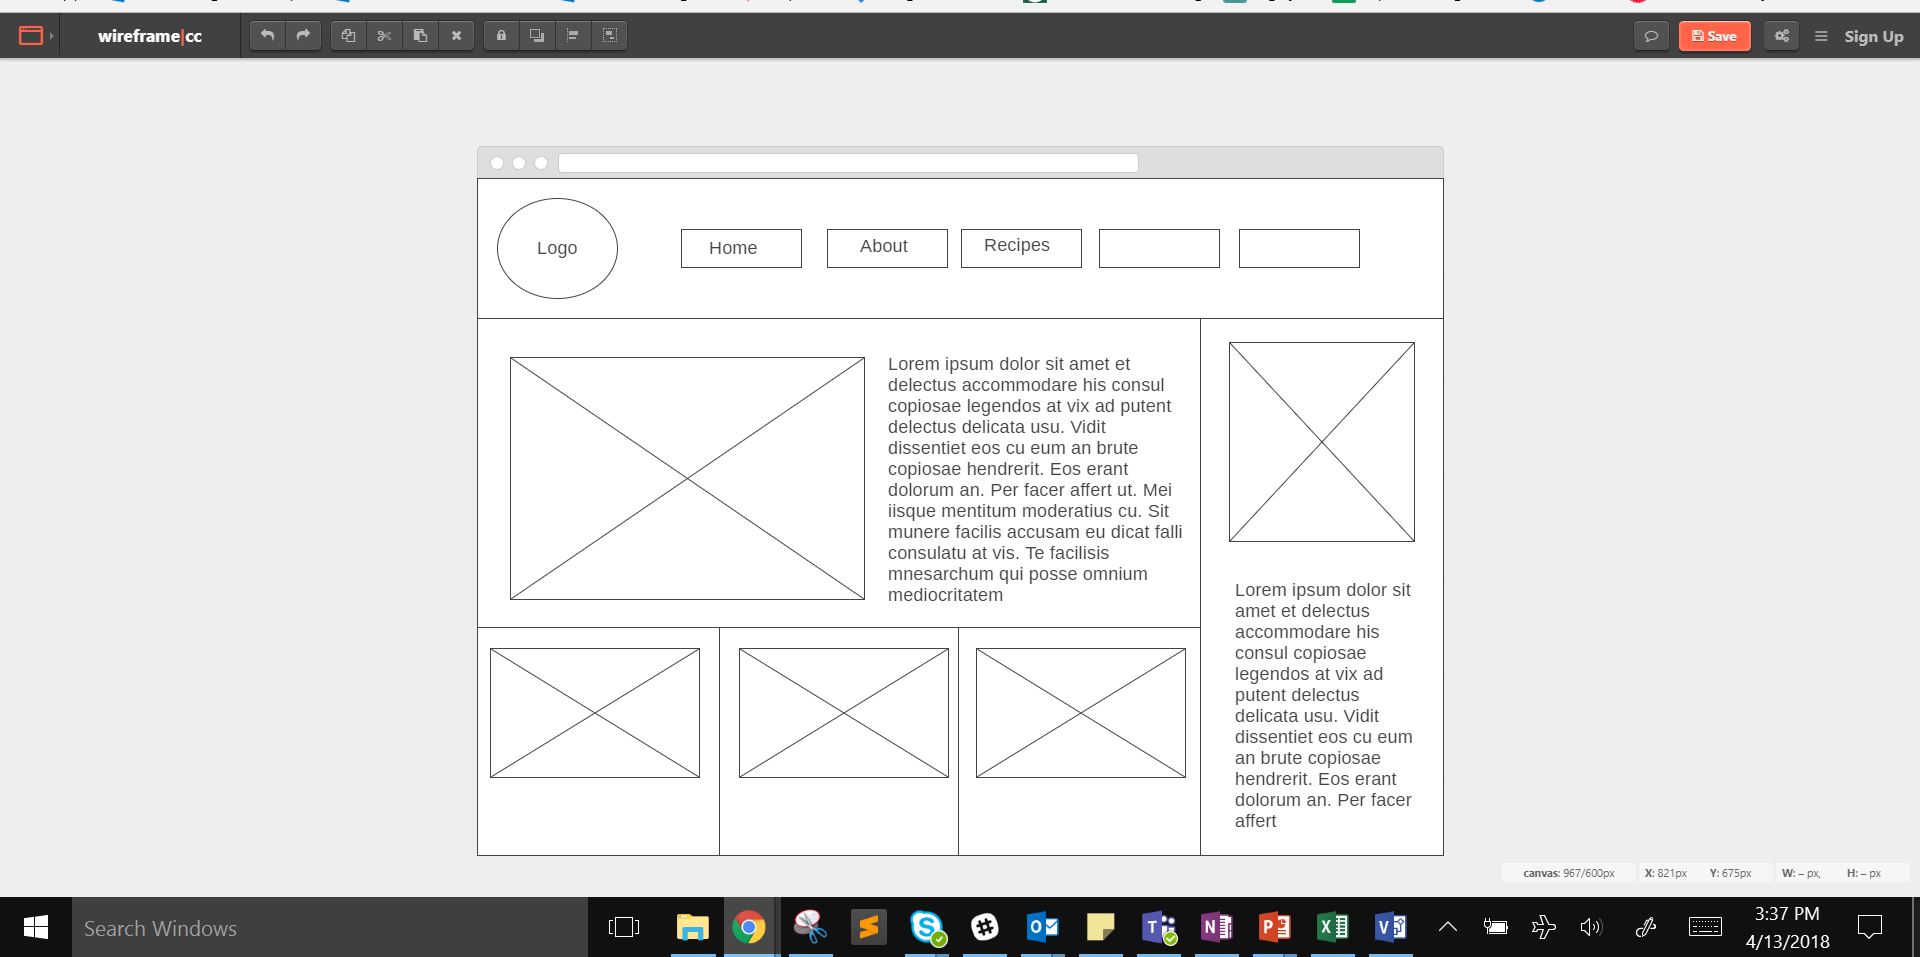 wireframe|cc
Save
Sign Up
Logo
Home
About
Recipes
Lorem ipsum dolor sit amet et
delectus accommodare his consul
copiosae legendos at vix ad putent
delectus delicata usu. Vidit
dissentiet eos cu eum an brute
copiosae hendrerit. Eos erant
dolorum an. Per facer affert ut. Mei
iisque mentitum moderatius cu. Sit
munere facilis accusam eu dicat falli
consulatu at vis. Te facilisis
mnesarchum qui posse omnium
mediocritatem
Lorem ipsum dolor sit
amet et delectus
accommodare his
consul copiosae
legendos at vix ad
putent delectus
delicata usu. Vidit
dissentiet eos cu eum
an brute copiosae
hendrerit. Eos erant
dolorum an. Per facer
affert
canvas: 967/600px X: 821px Y: 675px W: – px, H: – px
Search Windows
3:37 PM
4/13/2018